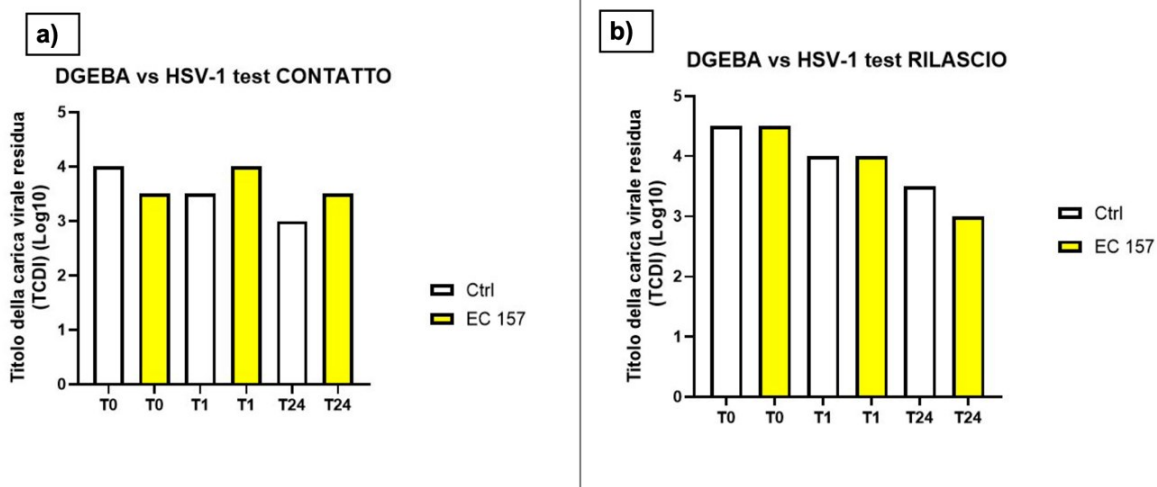 a)
DGEBA vs HSV-1 test CONTATTO
Titolo della carica virale residua
(TCDI) (Log10)
5
4
3
2
1
0
T0 T0 T1 T1 T24 T24
Ctrl
EC 157
b)
DGEBA vs HSV-1 test RILASCIO
Titolo della carica virale residua
(TCDI) (Log10)
5
4
3
2
1
0
T0 T0 T1 T1 T24 T24
Ctrl
EC 157